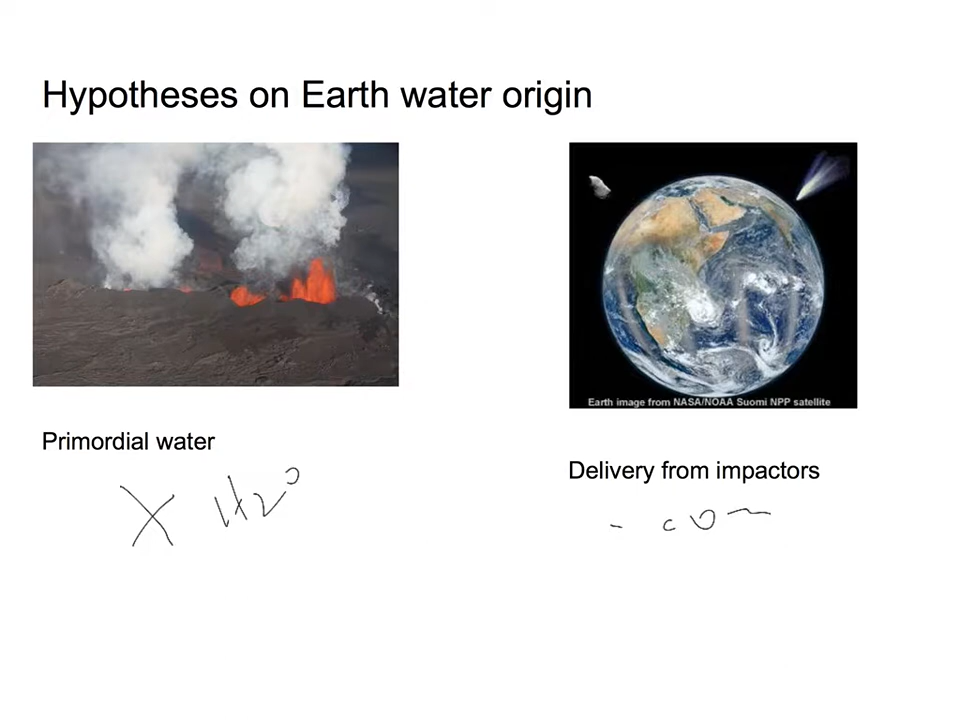 Hypotheses on Earth water origin
Earth image from NASA/NOAA Suomi NPP satellite
Primordial water
X H2O
Delivery from impactors